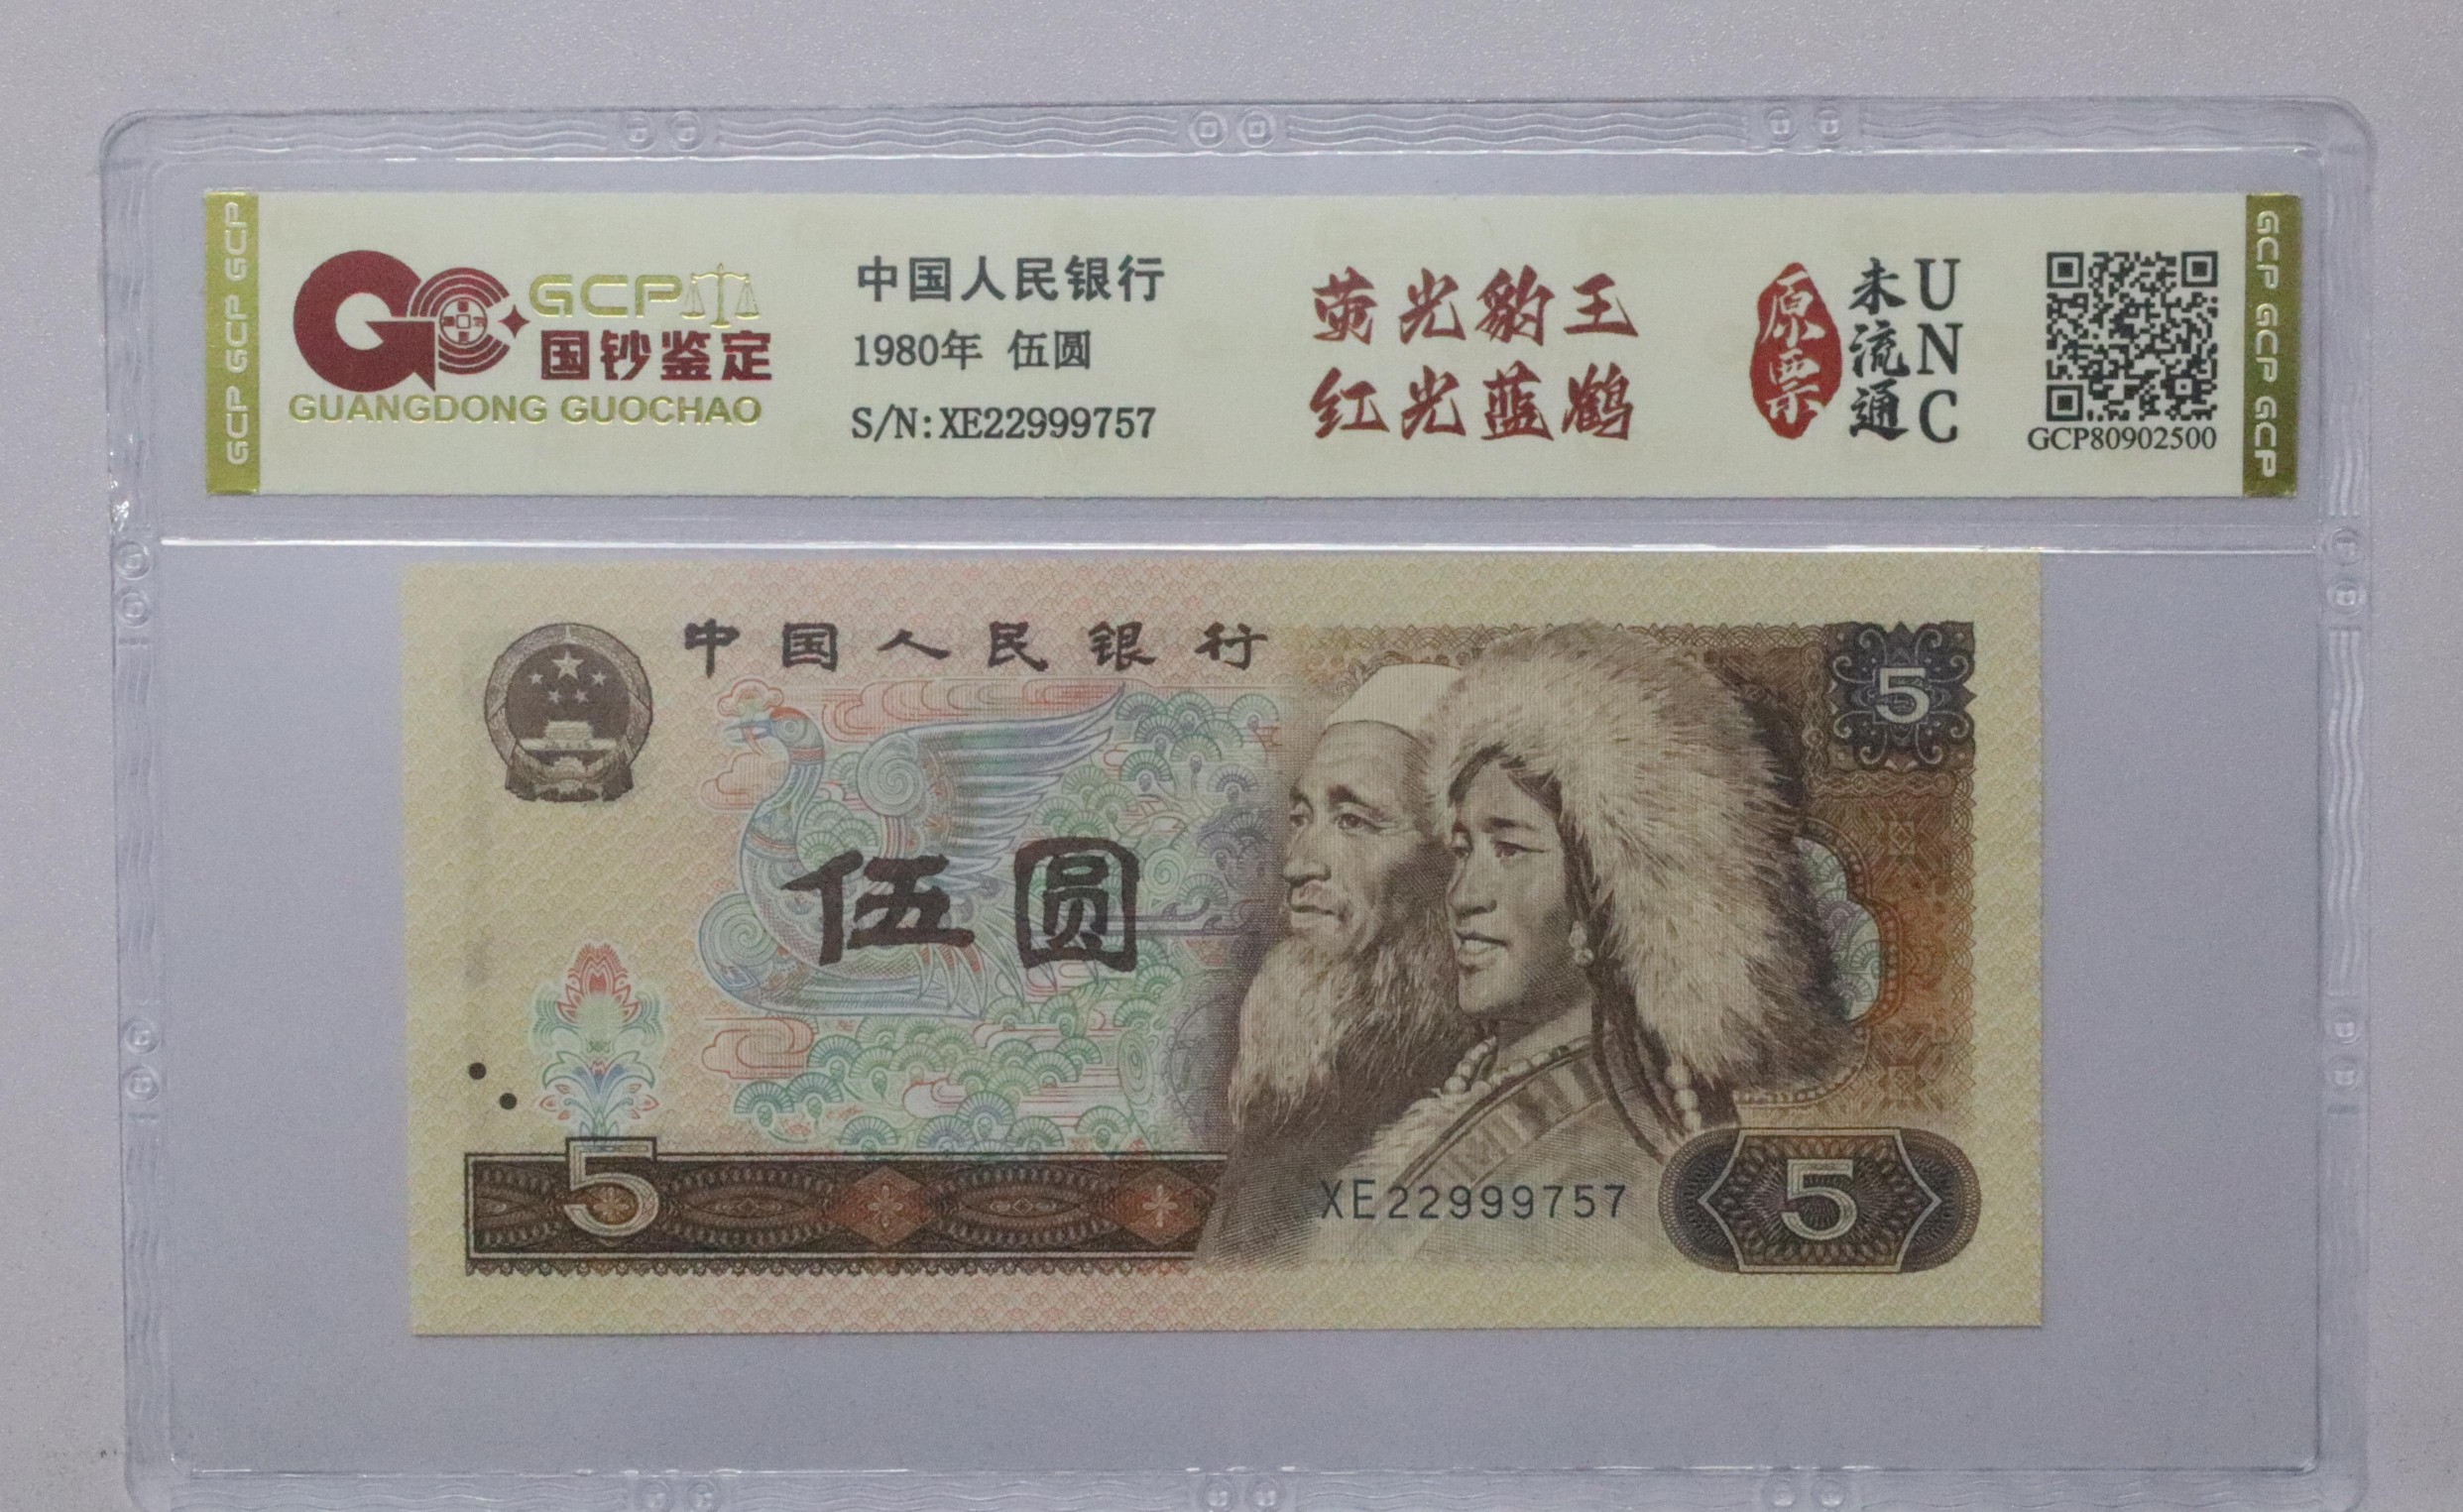 GCP GCP GCP
GCP
国钞鉴定
GUANGDONG GUOCHAO
中国人民银行
1980年 伍圆
S/N:XE22999757
荧光豹王
红光蓝鹤
原票
未流通
UNC
GCP80902500
GCP GCP GCP
中国人民银行
5
伍圆
5
XE22999757
5